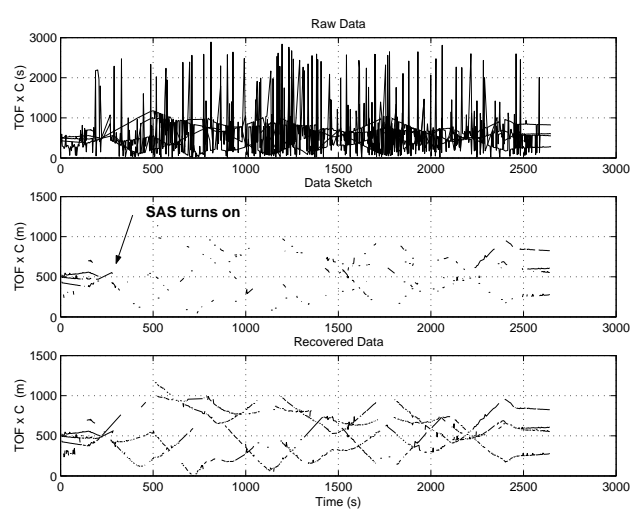 Raw Data
3000
2000
1000
0
TOF x C (s)
0 500 1000 1500 2000 2500 3000
Data Sketch
1500
1000
500
0
TOF x C (m)
SAS turns on
0 500 1000 1500 2000 2500 3000
Recovered Data
1500
1000
500
0
TOF x C (m)
0 500 1000 1500 2000 2500 3000
Time (s)